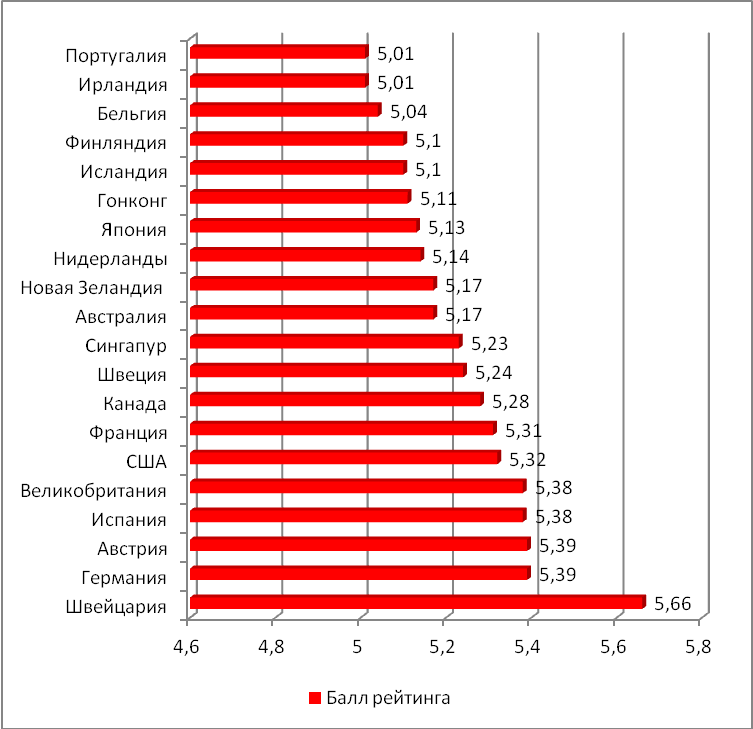 Португалия 5,01
Ирландия 5,01
Бельгия 5,04
Финляндия 5,1
Исландия 5,1
Гонконг 5,11
Япония 5,13
Нидерланды 5,14
Новая Зеландия 5,17
Австралия 5,17
Сингапур 5,23
Швеция 5,24
Канада 5,28
Франция 5,31
США 5,32
Великобритания 5,38
Испания 5,38
Австрия 5,39
Германия 5,39
Швейцария 5,66
4,6 4,8 5 5,2 5,4 5,6 5,8
Балл рейтинга